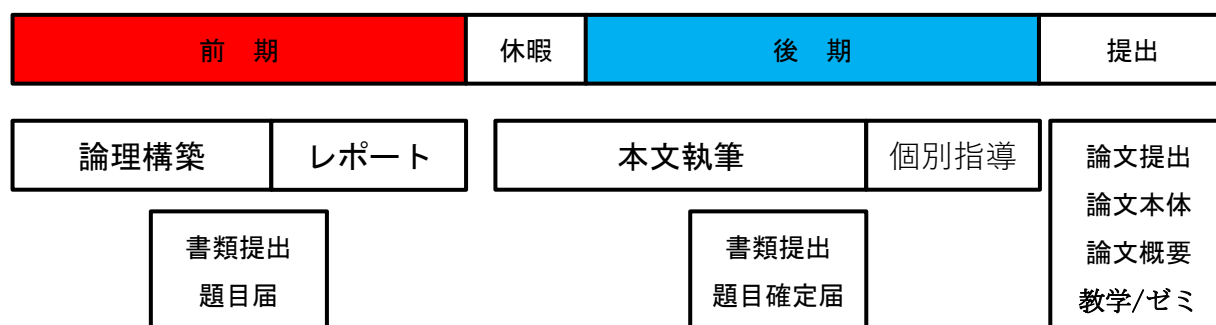 前　期
休暇
後　期
提出
論理構築
レポート
本文執筆
個別指導
論文提出
論文本体
論文概要
教学/ゼミ
書類提出
題目届
書類提出
題目確定届